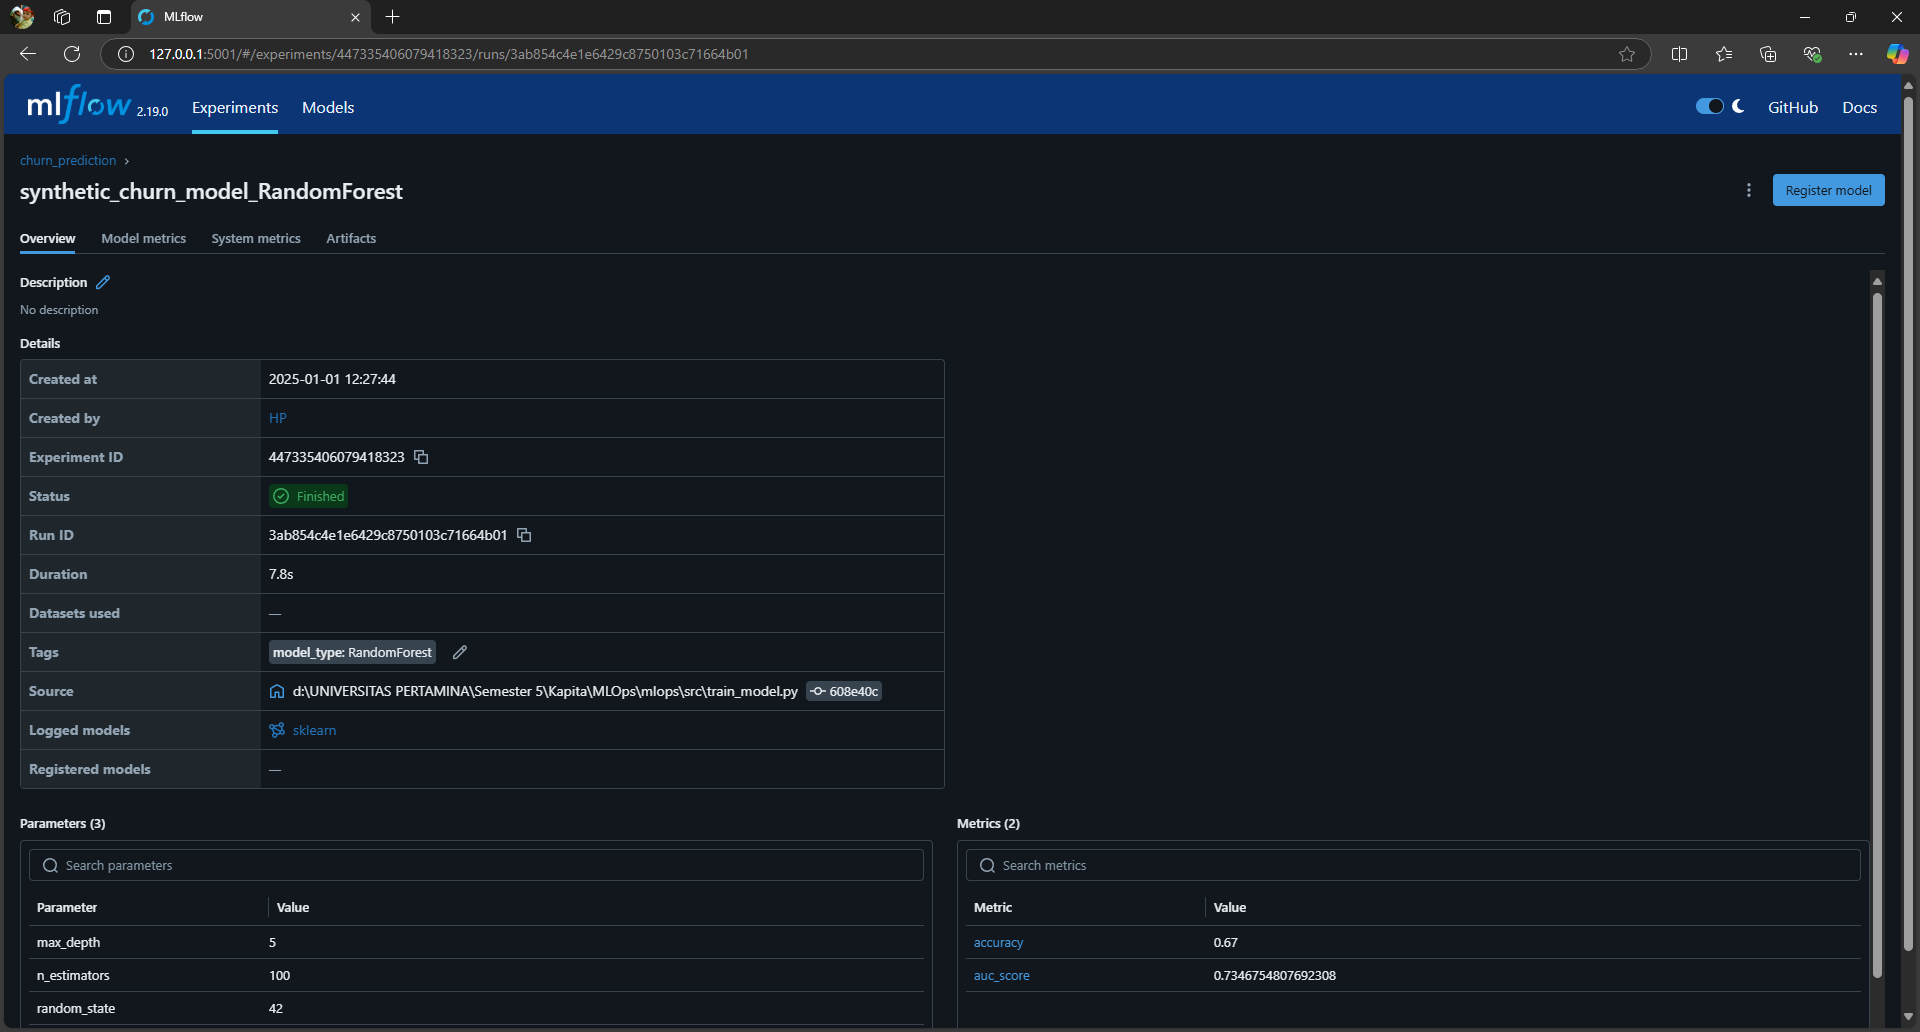 MLflow
127.0.0.1:5001/#/experiments/447335406079418323/runs/3ab854c4e1e6429c8750103c71664b01
mlflow 2.19.0 Experiments Models GitHub Docs
churn_prediction ›
synthetic_churn_model_RandomForest Register model
Overview Model metrics System metrics Artifacts
Description
No description
Details
Created at 2025-01-01 12:27:44
Created by HP
Experiment ID 447335406079418323
Status Finished
Run ID 3ab854c4e1e6429c8750103c71664b01
Duration 7.8s
Datasets used —
Tags model_type: RandomForest
Source d:\UNIVERSITAS PERTAMINA\Semester 5\Kapita\MLOps\mlops\src\train_model.py 608e40c
Logged models sklearn
Registered models —
Parameters (3)
Search parameters
Parameter Value
max_depth 5
n_estimators 100
random_state 42
Metrics (2)
Search metrics
Metric Value
accuracy 0.67
auc_score 0.7346754807692308